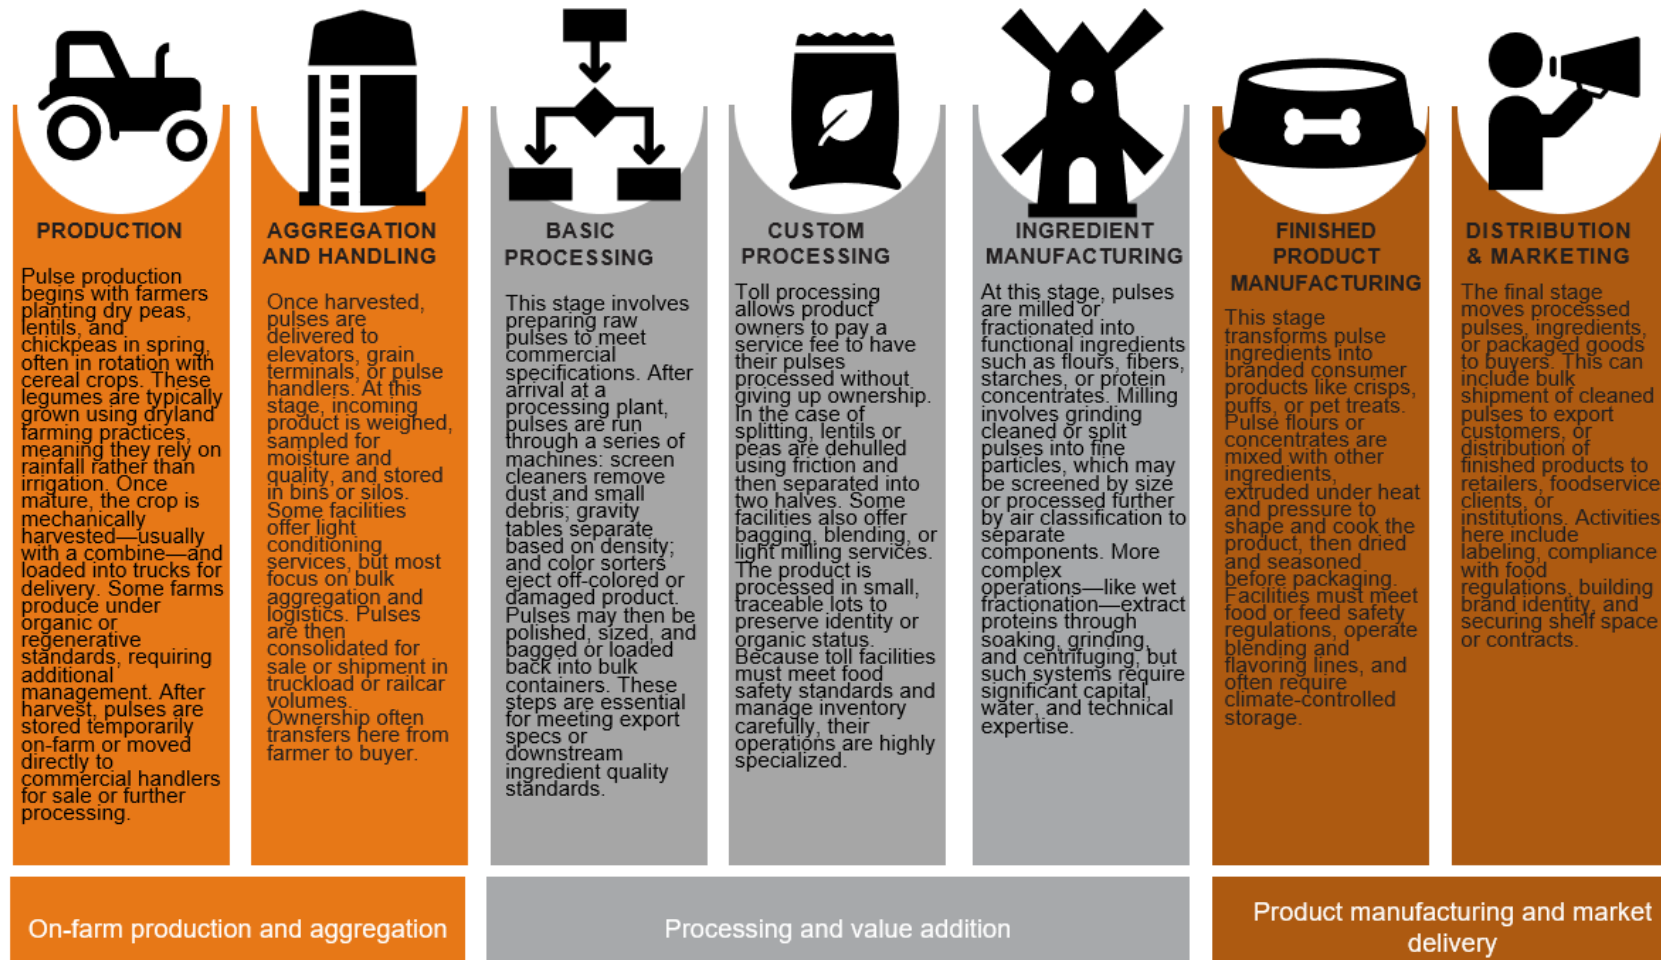 PRODUCTION
Pulse production
begins with farmers
planting dry peas,
lentils, and
chickpeas in spring,
often in rotation with
cereal crops. These
legumes are typically
grown using dryland
farming practices,
meaning they rely on
rainfall rather than
irrigation. Once
mature, the crop is
mechanically
harvested—usually
with a combine—and
loaded into trucks for
delivery. Some farms
produce under
organic or
regenerative
standards, requiring
additional
management. After
harvest, pulses are
stored temporarily
on-farm or moved
directly to
commercial handlers
for sale or further
processing.
AGGREGATION
AND HANDLING
Once harvested,
pulses are
delivered to
elevators, grain
terminals, or pulse
handlers. At this
stage, incoming
product is weighed,
sampled for
moisture and
quality, and stored
in bins or silos.
Some facilities
offer light
conditioning
services, but most
focus on bulk
aggregation and
logistics. Pulses
are then
consolidated for
sale or shipment in
truckload or railcar
volumes.
Ownership often
transfers here from
farmer to buyer.
BASIC
PROCESSING
This stage involves
preparing raw
pulses to meet
commercial
specifications. After
arrival at a
processing plant,
pulses are run
through a series of
machines: screen
cleaners remove
dust and small
debris; gravity
tables separate
based on density;
and color sorters
eject off-colored or
damaged product.
Pulses may then be
polished, sized, and
bagged or loaded
back into bulk
containers. These
steps are essential
for meeting export
specs or
downstream
ingredient quality
standards.
CUSTOM
PROCESSING
Toll processing
allows product
owners to pay a
service fee to have
their pulses
processed without
giving up ownership.
In the case of
splitting, lentils or
peas are dehulled
using friction and
then separated into
two halves. Some
facilities also offer
bagging, blending, or
light milling services.
The product is
processed in small,
traceable lots to
preserve identity or
organic status.
Because toll facilities
must meet food
safety standards and
manage inventory
carefully, their
operations are highly
specialized.
INGREDIENT
MANUFACTURING
At this stage, pulses
are milled or
fractionated into
functional ingredients
such as flours, fibers,
starches, or protein
concentrates. Milling
involves grinding
cleaned or split
pulses into fine
particles, which may
be screened by size
or processed further
by air classification to
separate
components. More
complex
operations—like wet
fractionation—extract
proteins through
soaking, grinding,
and centrifuging, but
such systems require
significant capital,
water, and technical
expertise.
FINISHED
PRODUCT
MANUFACTURING
This stage
transforms pulse
ingredients into
branded consumer
products like crisps,
puffs, or pet treats.
Pulse flours or
concentrates are
mixed with other
ingredients,
extruded under heat
and pressure to
shape and cook the
product, then dried
and seasoned
before packaging.
Facilities must meet
food or feed safety
regulations, operate
blending and
flavoring lines, and
often require
climate-controlled
storage.
DISTRIBUTION
& MARKETING
The final stage
moves processed
pulses, ingredients,
or packaged goods
to buyers. This can
include bulk
shipment of cleaned
pulses to export
customers, or
distribution of
finished products to
retailers, foodservice
clients, or
institutions. Activities
here include
labeling, compliance
with food
regulations, building
brand identity, and
securing shelf space
or contracts.
On-farm production and aggregation
Processing and value addition
Product manufacturing and market
delivery